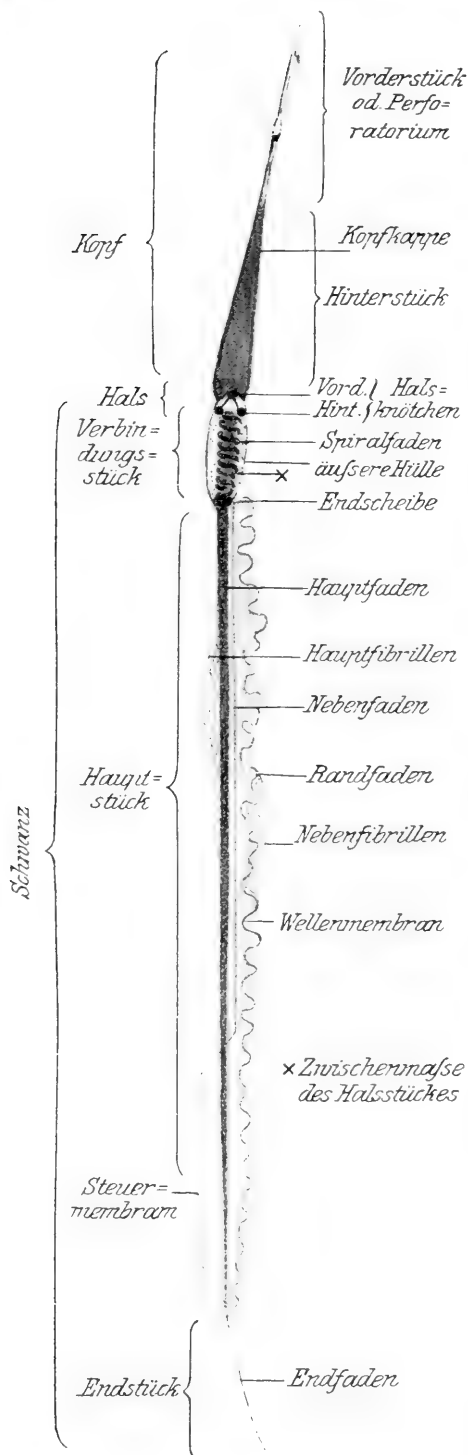 Vorderstück
od. Perfo=
ratorium
Kopf
Kopfkappe
Hinterstück
Hals
Vord. } Hals=
Hint. } knötchen
Verbin=
dungs=
stück
Spiralfaden
äußere Hülle
×
Endscheibe
Hauptfaden
Hauptfibrillen
Nebenfaden
Haupt=
stück
Randfaden
Nebenfibrillen
Schwanz
Wellenmembran
× Zwischenmaße
des Halsstückes
Steuer=
membran
Endstück
Endfaden